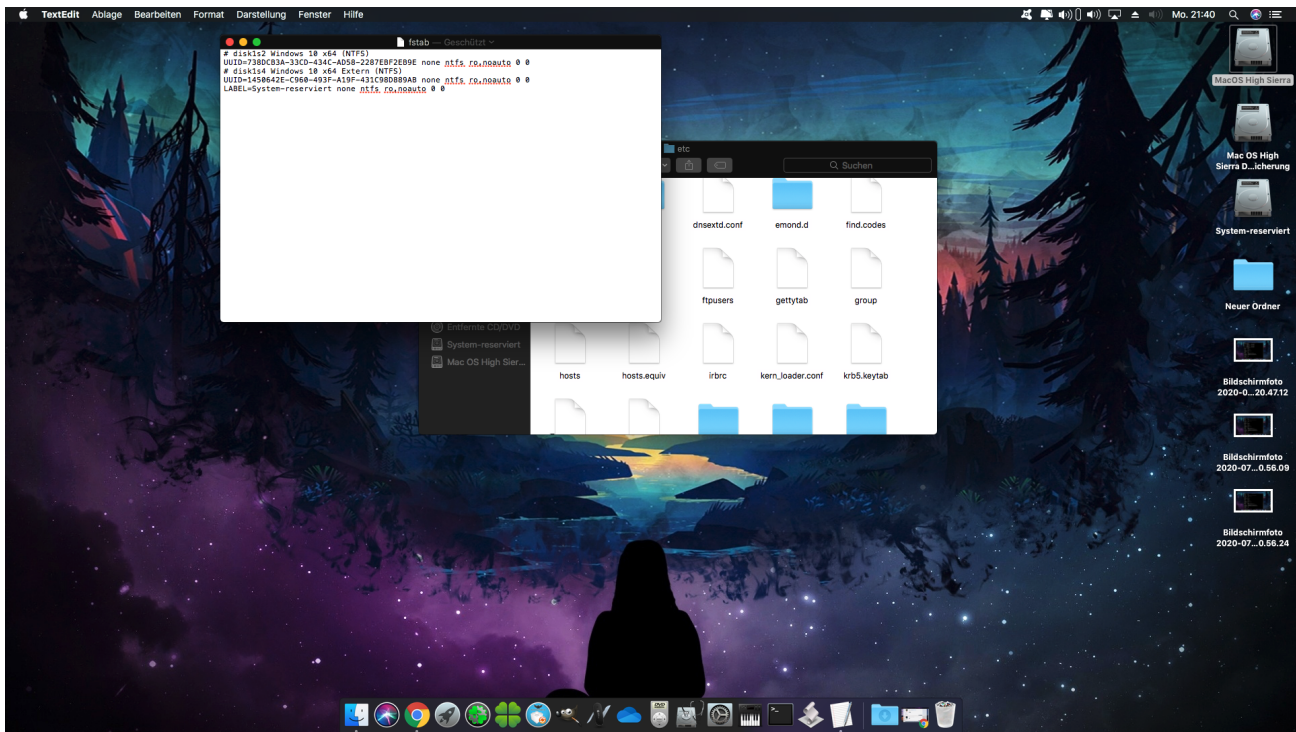 TextEdit Ablage Bearbeiten Format Darstellung Fenster Hilfe
Mo. 21:40
fstab — Geschützt
# disk1s2 Windows 10 x64 (NTFS)
UUID=738DCB3A-33CD-434C-AD58-2287EBF2EB9E none ntfs ro,noauto 0 0
# disk1s4 Windows 10 x64 Extern (NTFS)
UUID=1450642E-C960-493F-A19F-431C98D889AB none ntfs ro,noauto 0 0
LABEL=System-reserviert none ntfs ro,noauto 0 0
etc
Suchen
dnsextd.conf
emond.d
find.codes
ftpusers
gettytab
group
Entfernte CD/DVD
System-reserviert
Mac OS High Sier...
hosts
hosts.equiv
irbrc
kern_loader.conf
krb5.keytab
MacOS High Sierra
Mac OS High
Sierra D...icherung
System-reserviert
Neuer Ordner
Bildschirmfoto
2020-0...20.47.12
Bildschirmfoto
2020-07...0.56.09
Bildschirmfoto
2020-07...0.56.24